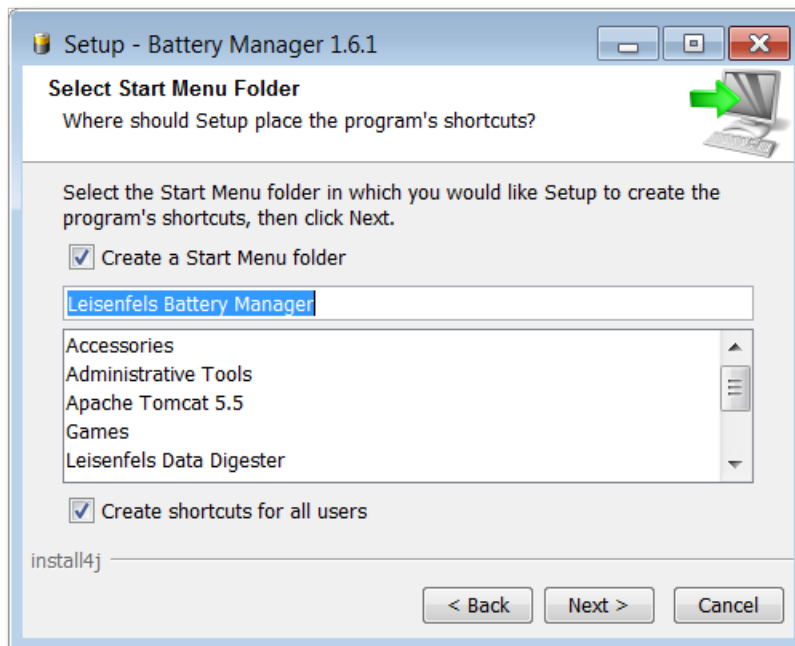 Setup - Battery Manager 1.6.1
Select Start Menu Folder
Where should Setup place the program's shortcuts?
Select the Start Menu folder in which you would like Setup to create the
program's shortcuts, then click Next.
Create a Start Menu folder
Leisenfels Battery Manager
Accessories
Administrative Tools
Apache Tomcat 5.5
Games
Leisenfels Data Digester
Create shortcuts for all users
install4j
< Back Next > Cancel